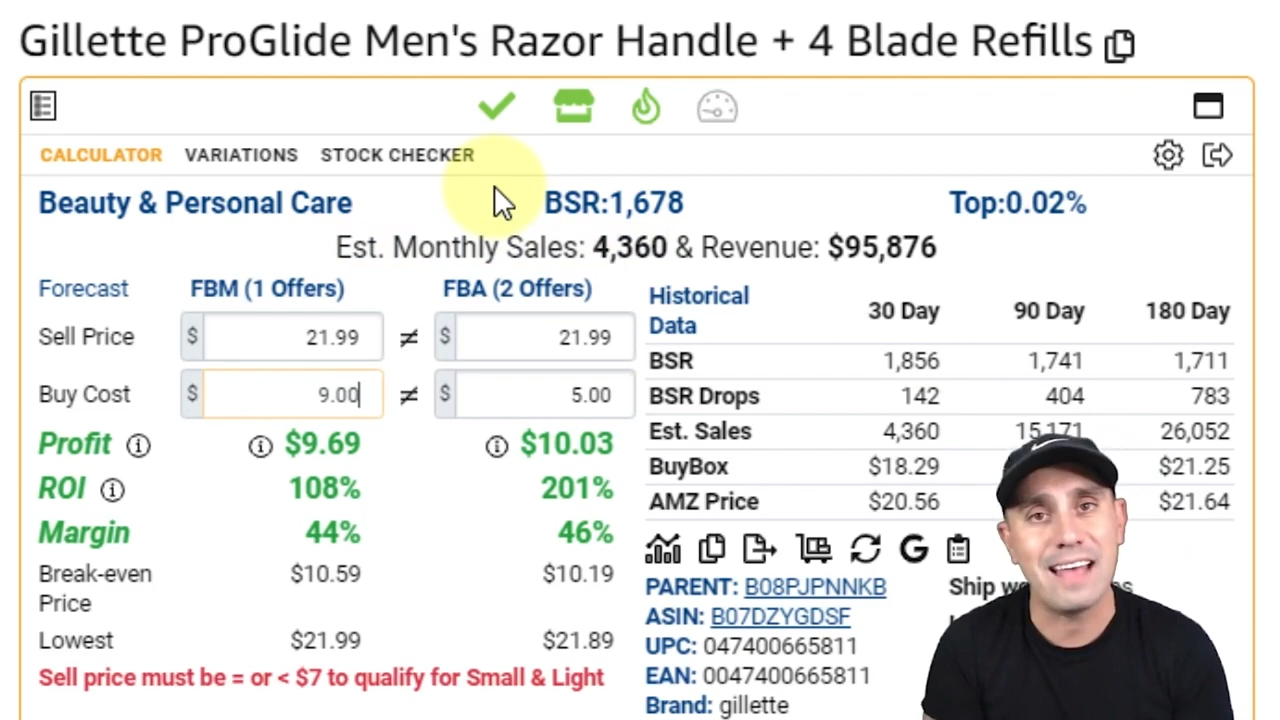 Gillette ProGlide Men's Razor Handle + 4 Blade Refills
CALCULATOR VARIATIONS STOCK CHECKER
Beauty & Personal Care BSR:1,678 Top:0.02%
Est. Monthly Sales: 4,360 & Revenue: $95,876
Forecast FBM (1 Offers) FBA (2 Offers)
Sell Price $ 21.99 ≠ $ 21.99
Buy Cost $ 9.00 ≠ $ 5.00
Profit $9.69 $10.03
ROI 108% 201%
Margin 44% 46%
Break-even Price $10.59 $10.19
Lowest $21.99 $21.89
Sell price must be = or < $7 to qualify for Small & Light
Historical Data 30 Day 90 Day 180 Day
BSR 1,856 1,741 1,711
BSR Drops 142 404 783
Est. Sales 4,360 15,171 26,052
BuyBox $18.29 $21.25
AMZ Price $20.56 $21.64
PARENT: B08PJPNNKB Ship
ASIN: B07DZYGDSF
UPC: 047400665811
EAN: 0047400665811
Brand: gillette